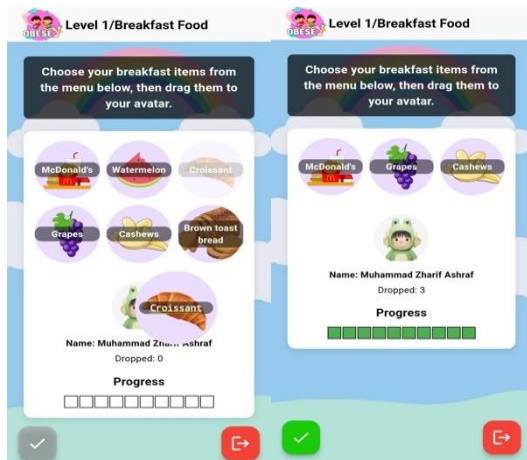 OBESE
Level 1/Breakfast Food
Choose your breakfast items from
the menu below, then drag them to
your avatar.
McDonald's
Watermelon
Croissant
Grapes
Cashews
Brown toast
bread
Croissant
Name: Muhammad Zharif Ashraf
Dropped: 0
Progress
OBESE
Level 1/Breakfast Food
Choose your breakfast items from
the menu below, then drag them to
your avatar.
McDonald's
Grapes
Cashews
Name: Muhammad Zharif Ashraf
Dropped: 3
Progress